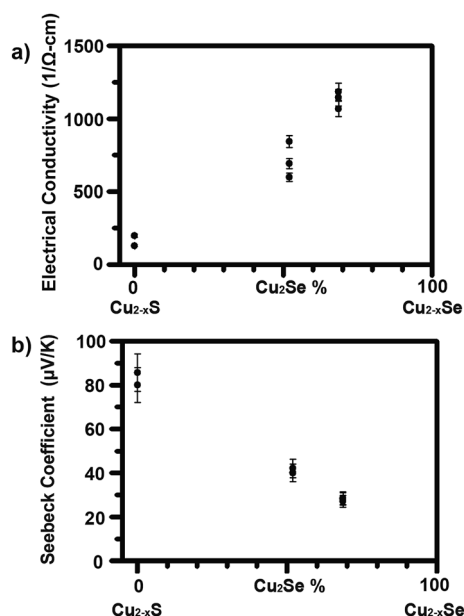 a)
Electrical Conductivity (1/Ω-cm)
1500
1000
500
0
0
Cu₂Se %
100
Cu₂₋ₓS
Cu₂₋ₓSe
b)
Seebeck Coefficient (µV/K)
100
80
60
40
20
0
0
Cu₂Se %
100
Cu₂₋ₓS
Cu₂₋ₓSe